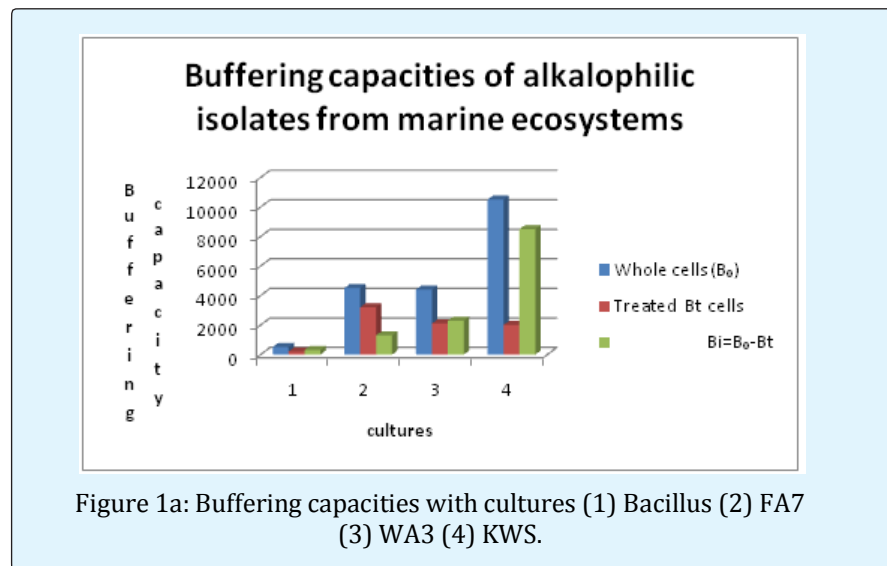 Buffering capacities of alkalophilic
isolates from marine ecosystems
Buffering
capacity
12000
10000
8000
6000
4000
2000
0
1 2 3 4
cultures
Whole cells(B₀)
Treated Bt cells
Bi=B₀-Bt
Figure 1a: Buffering capacities with cultures (1) Bacillus (2) FA7
(3) WA3 (4) KWS.